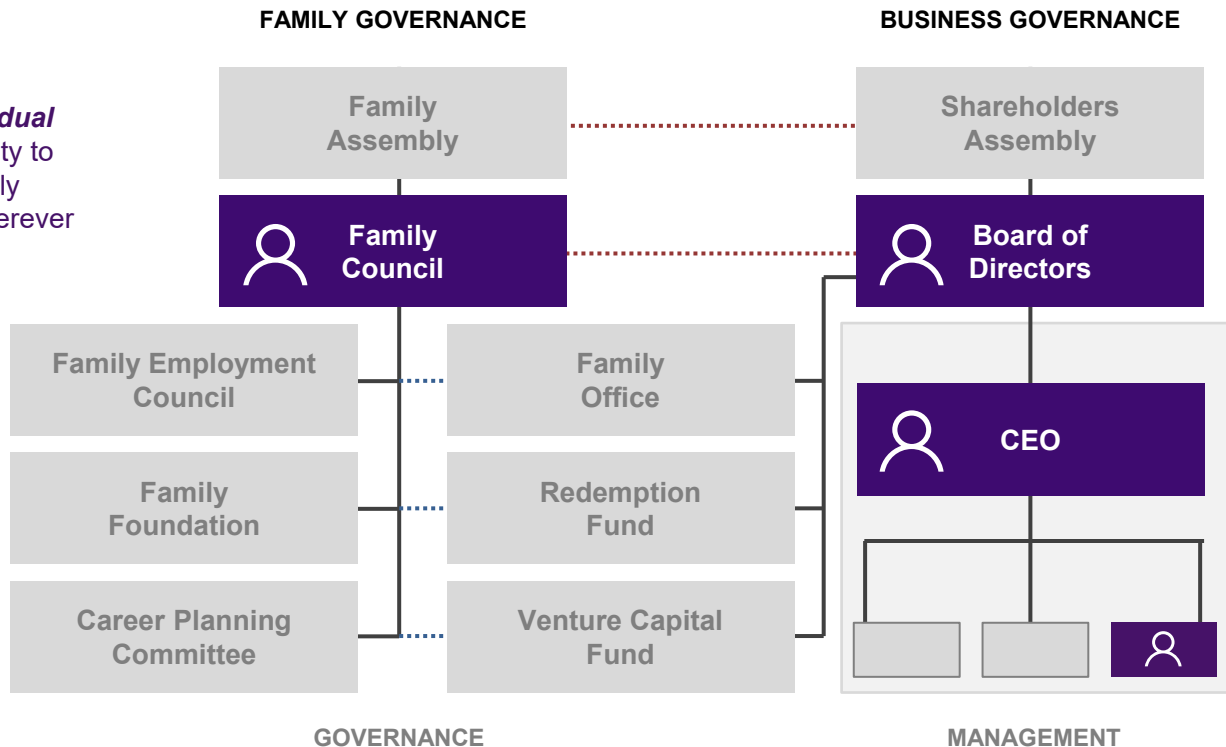 FAMILY GOVERNANCE
BUSINESS GOVERNANCE
dual
ty to
ly
erever
Family
Assembly
Shareholders
Assembly
Family
Council
Board of
Directors
Family Employment
Council
Family
Office
CEO
Family
Foundation
Redemption
Fund
Career Planning
Committee
Venture Capital
Fund
GOVERNANCE
MANAGEMENT